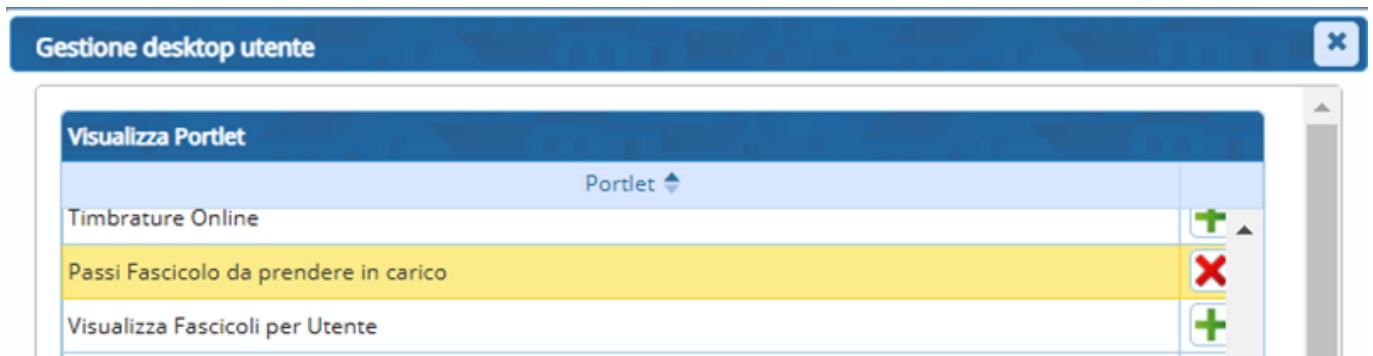 Gestione desktop utente
Visualizza Portlet
Portlet
Timbrature Online
Passi Fascicolo da prendere in carico
Visualizza Fascicoli per Utente